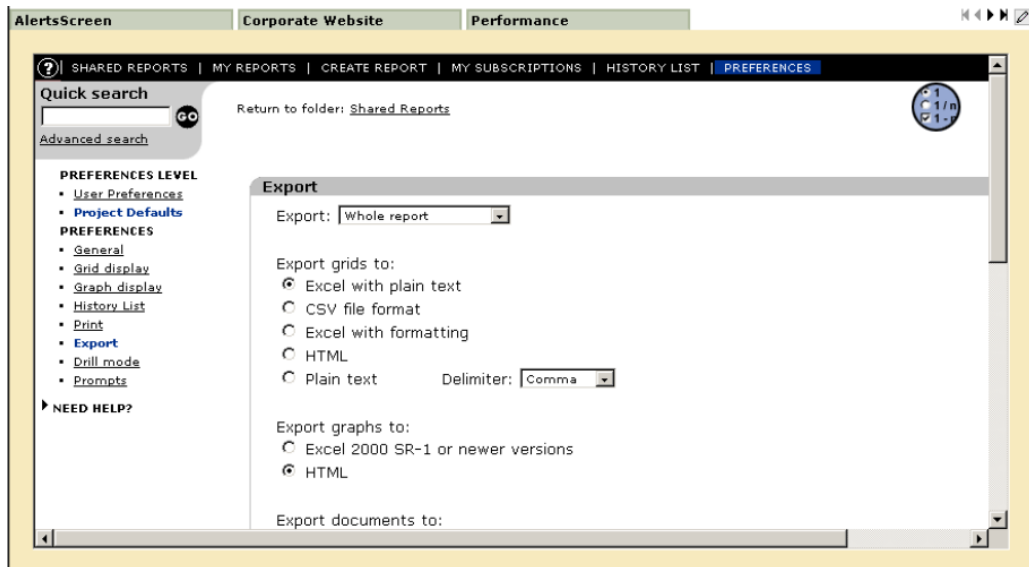 AlertsScreen Corporate Website Performance
? | SHARED REPORTS | MY REPORTS | CREATE REPORT | MY SUBSCRIPTIONS | HISTORY LIST | PREFERENCES
Quick search
GO
Advanced search
Return to folder: Shared Reports
1
1/n
1-n
PREFERENCES LEVEL
User Preferences
Project Defaults
PREFERENCES
General
Grid display
Graph display
History List
Print
Export
Drill mode
Prompts
NEED HELP?
Export
Export: Whole report
Export grids to:
Excel with plain text
CSV file format
Excel with formatting
HTML
Plain text Delimiter: Comma
Export graphs to:
Excel 2000 SR-1 or newer versions
HTML
Export documents to: